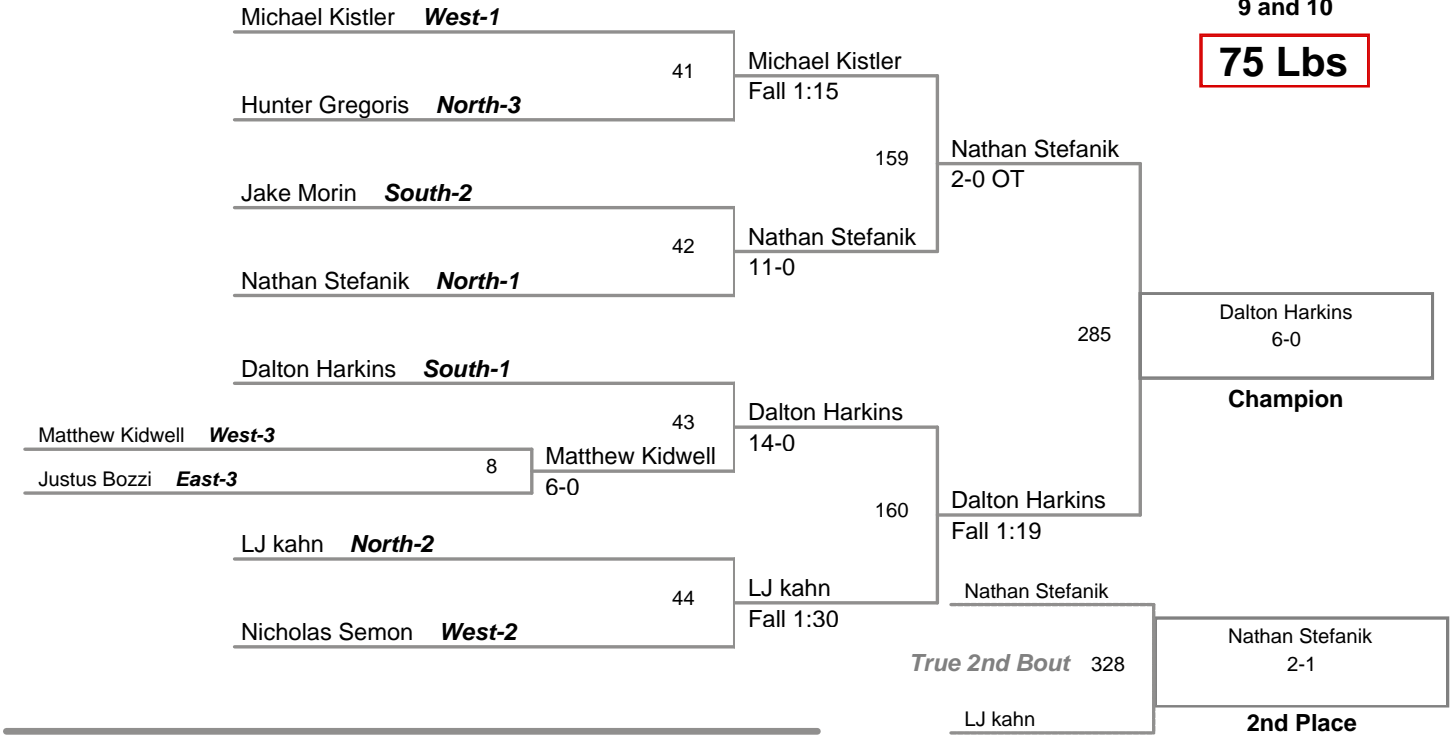 9 and 10
75 Lbs
Michael Kistler West-1
41
Hunter Gregoris North-3
Michael Kistler
Fall 1:15
159
Jake Morin South-2
42
Nathan Stefanik North-1
Nathan Stefanik
11-0
Nathan Stefanik
2-0 OT
285
Dalton Harkins South-1
43
Matthew Kidwell West-3
8
Justus Bozzi East-3
Matthew Kidwell
6-0
Dalton Harkins
14-0
160
LJ kahn North-2
44
Nicholas Semon West-2
LJ kahn
Fall 1:30
Dalton Harkins
Fall 1:19
Dalton Harkins
6-0
Champion
Nathan Stefanik
True 2nd Bout 328
LJ kahn
Nathan Stefanik
2-1
2nd Place